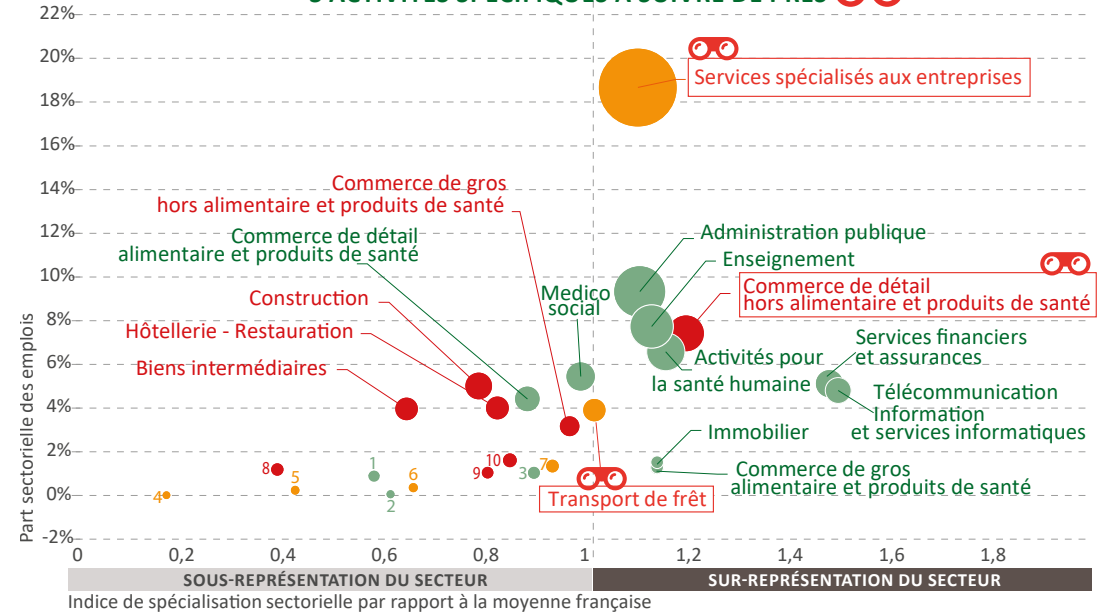 3 ACTIVITÉS SPÉCIFIQUES À SUIVRE DE PRÈS
22%
20%
18%
16%
14%
12%
10%
8%
6%
4%
2%
0%
-2%
Part sectorielle des emplois
Services spécialisés aux entreprises
Commerce de gros
hors alimentaire et produits de santé
Commerce de détail
alimentaire et produits de santé
Construction
Hôtellerie - Restauration
Biens intermédiaires
Medico
social
Administration publique
Enseignement
Commerce de détail
hors alimentaire et produits de santé
Activités pour
la santé humaine
Services financiers
et assurances
Télécommunication
Information
et services informatiques
Immobilier
Commerce de gros
alimentaire et produits de santé
Transport de frêt
4
8
5
1
2
6
9
10
3
7
0
0,2
0,4
0,6
0,8
1
1,2
1,4
1,6
1,8
SOUS-REPRÉSENTATION DU SECTEUR
SUR-REPRÉSENTATION DU SECTEUR
Indice de spécialisation sectorielle par rapport à la moyenne française